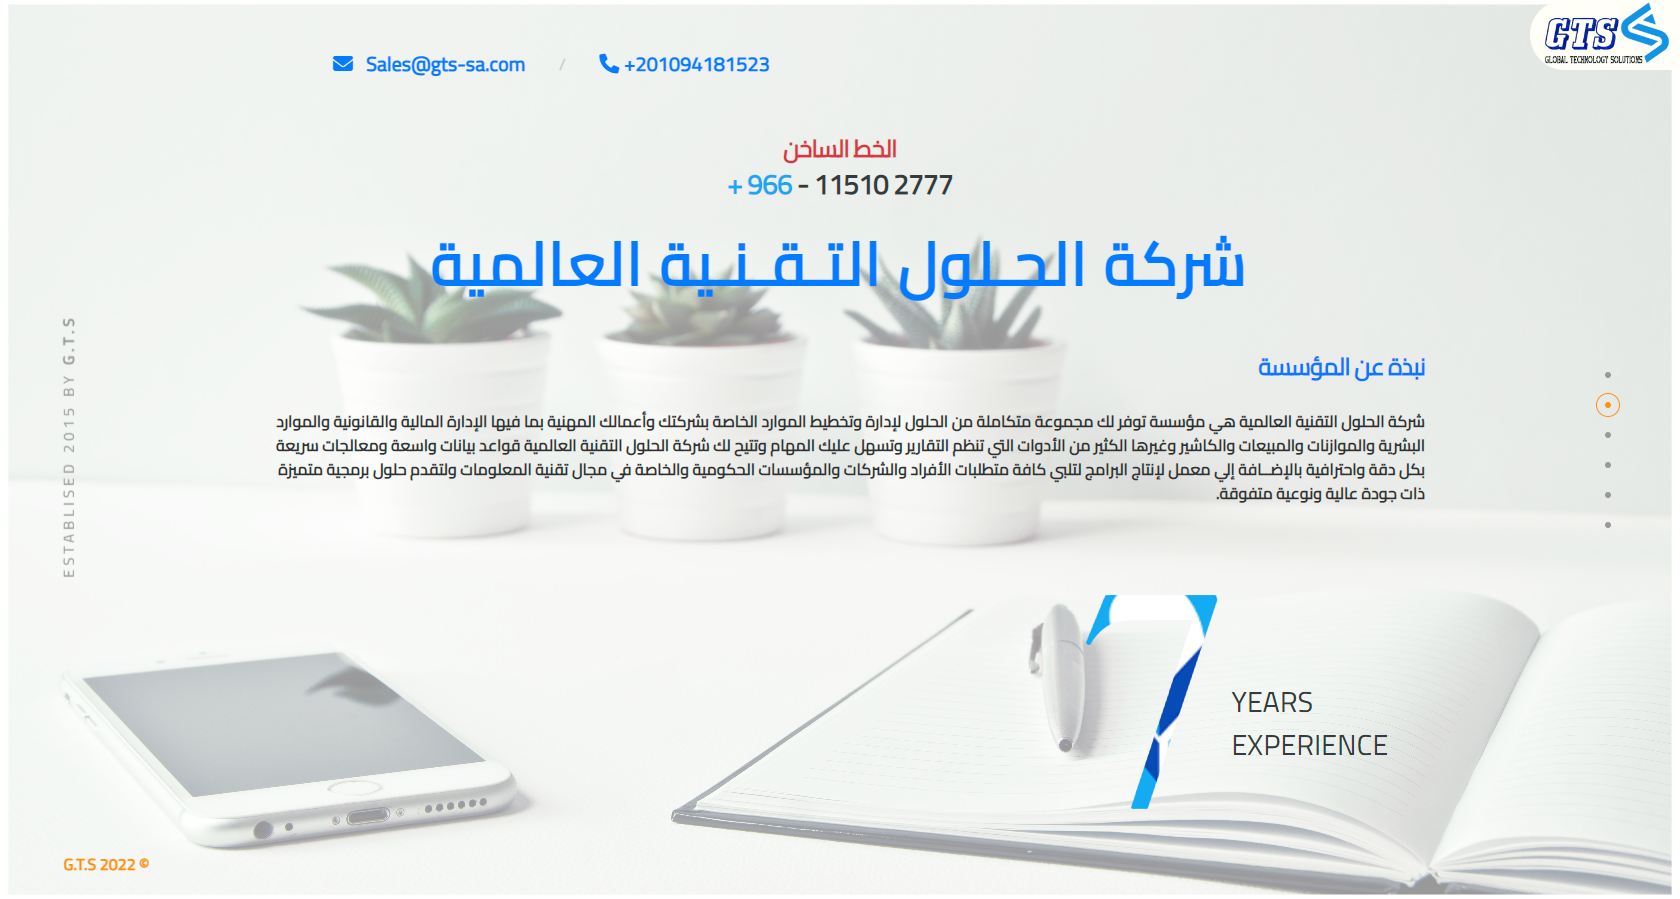 GTS
GLOBAL TECHNOLOGY SOLUTIONS
Sales@gts-sa.com / +201094181523
الخط الساخن
+ 966 - 11510 2777
شركة الحـلول التـقـنـية العالمية
نبذة عن المؤسسة
شركة الحلول التقنية العالمية هي مؤسسة توفر لك مجموعة متكاملة من الحلول لإدارة وتخطيط الموارد الخاصة بشركتك وأعمالك المهنية بما فيها الإدارة المالية والقانونية والموارد
البشرية والموازنات والمبيعات والكاشير وغيرها الكثير من الأدوات التي تنظم التقارير وتسهل عليك المهام وتتيح لك شركة الحلول التقنية العالمية قواعد بيانات واسعة ومعالجات سريعة
بكل دقة واحترافية بالإضـافة إلي معمل لإنتاج البرامج لتلبي كافة متطلبات الأفراد والشركات والمؤسسات الحكومية والخاصة في مجال تقنية المعلومات ولتقدم حلول برمجية متميزة
ذات جودة عالية ونوعية متفوقة.
ESTABLISED 2015 BY G.T.S
7
YEARS
EXPERIENCE
G.T.S 2022 ©